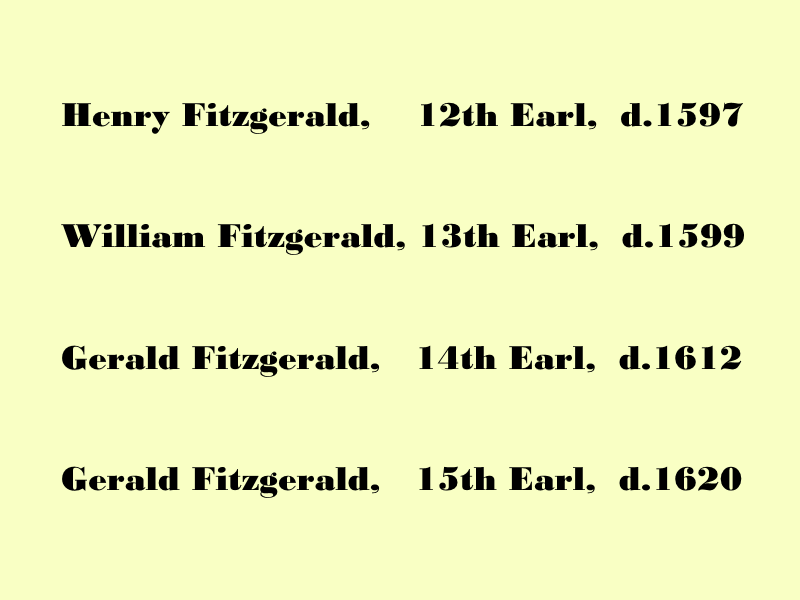 Henry Fitzgerald, 12th Earl, d.1597
William Fitzgerald, 13th Earl, d.1599
Gerald Fitzgerald, 14th Earl, d.1612
Gerald Fitzgerald, 15th Earl, d.1620